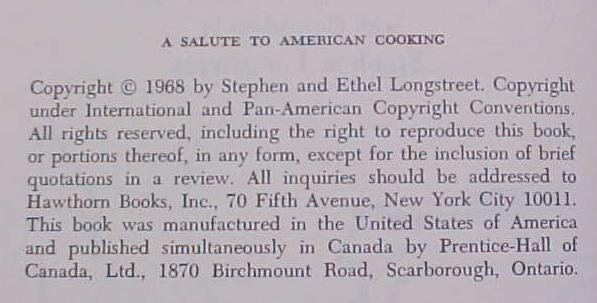 A SALUTE TO AMERICAN COOKING
Copyright © 1968 by Stephen and Ethel Longstreet. Copyright
under International and Pan-American Copyright Conventions.
All rights reserved, including the right to reproduce this book,
or portions thereof, in any form, except for the inclusion of brief
quotations in a review. All inquiries should be addressed to
Hawthorn Books, Inc., 70 Fifth Avenue, New York City 10011.
This book was manufactured in the United States of America
and published simultaneously in Canada by Prentice-Hall of
Canada, Ltd., 1870 Birchmount Road, Scarborough, Ontario.